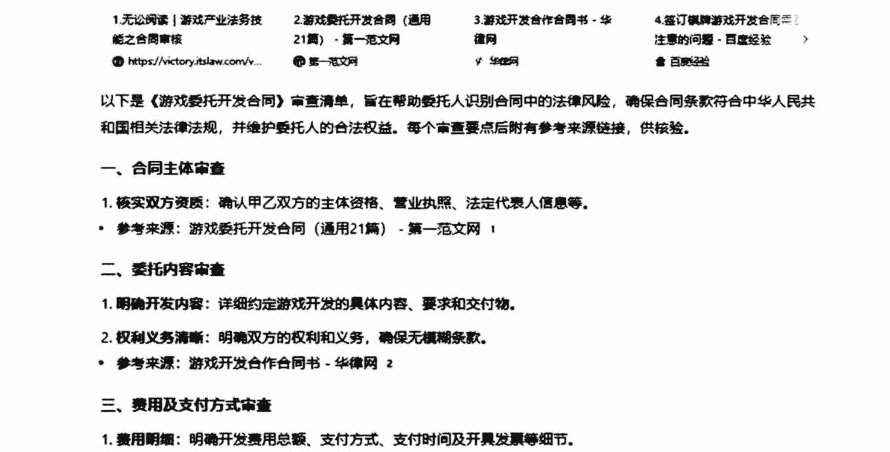 1.无讼阅读｜游戏产业法务技
能之合同审核
https://victory.itslaw.com/v...
2.游戏委托开发合同（通用
21篇） - 第一范文网
第一范文网
3.游戏开发合作合同书 - 华
律网
华律网
4.签订棋牌游戏开发合同需
注意的问题 - 百度经验
百度经验
以下是《游戏委托开发合同》审查清单，旨在帮助委托人识别合同中的法律风险，确保合同条款符合中华人民共
和国相关法律法规，并维护委托人的合法权益。每个审查要点后附有参考来源链接，供核验。
一、合同主体审查
1. 核实双方资质：确认甲乙双方的主体资格、营业执照、法定代表人信息等。
• 参考来源：游戏委托开发合同（通用21篇） - 第一范文网 1
二、委托内容审查
1. 明确开发内容：详细约定游戏开发的具体内容、要求和交付物。
2. 权利义务清晰：明确双方的权利和义务，确保无模糊条款。
• 参考来源：游戏开发合作合同书 - 华律网 2
三、费用及支付方式审查
1. 费用明细：明确开发费用总额、支付方式、支付时间及开具发票等细节。